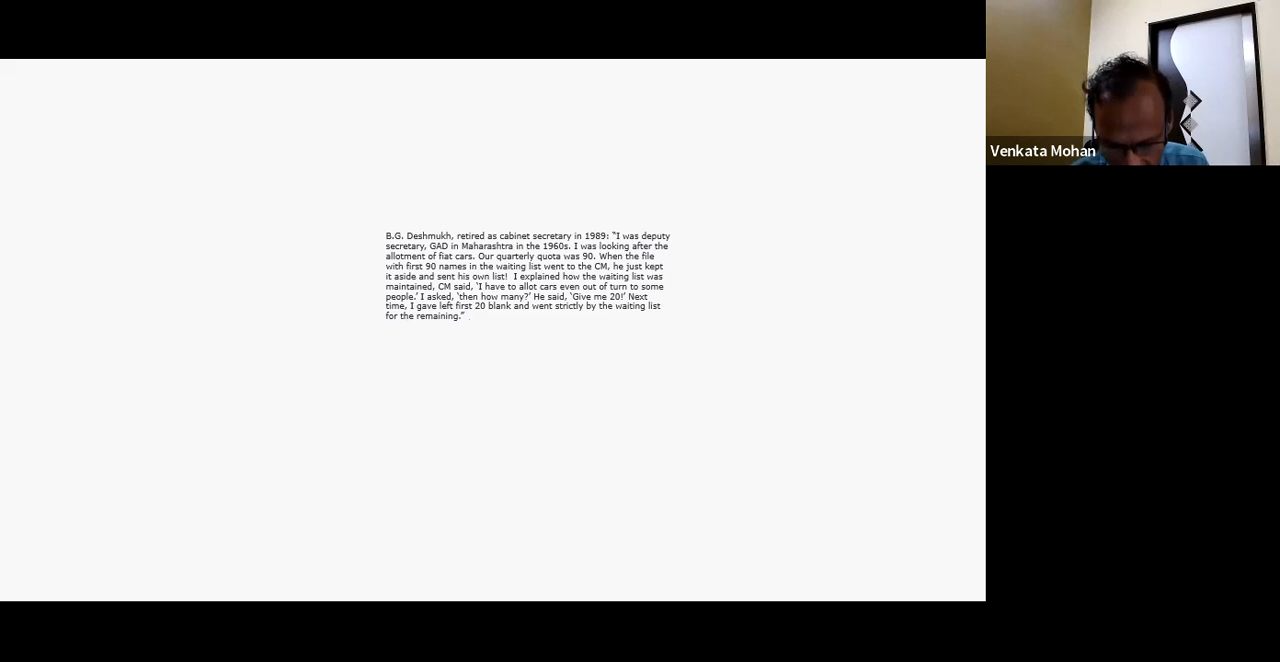 B.G. Deshmukh, retired as cabinet secretary in 1989: “I was deputy
secretary, GAD in Maharashtra in the 1960s. I was looking after the
allotment of fiat cars. Our quarterly quota was 90. When the file
with first 90 names in the waiting list went to the CM, he just kept
it aside and sent his own list!  I explained how the waiting list was
maintained, CM said, ‘I have to allot cars even out of turn to some
people.’ I asked, ‘then how many?’ He said, ‘Give me 20!’ Next
time, I gave left first 20 blank and went strictly by the waiting list
for the remaining.”
Venkata Mohan